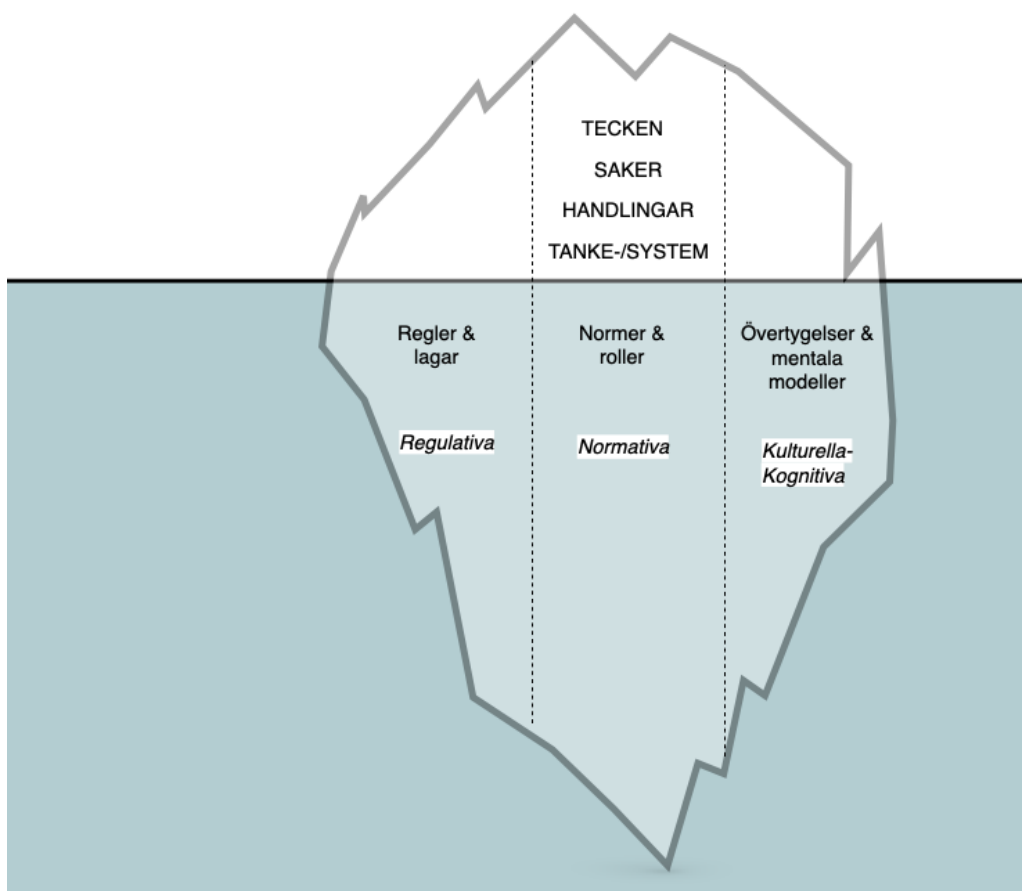 TECKEN
SAKER
HANDLINGAR
TANKE-/SYSTEM
Regler &
lagar
Normer &
roller
Övertygelser &
mentala
modeller
Regulativa
Normativa
Kulturella-
Kognitiva